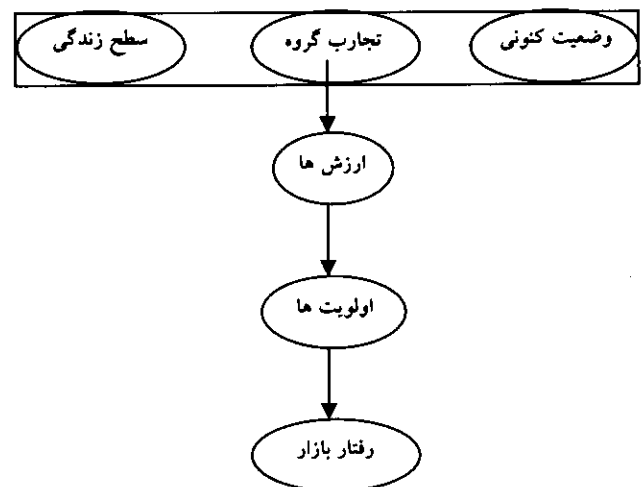 وضعیت کنونی
تجارب گروه
سطح زندگی
ارزش ها
اولویت ها
رفتار بازار